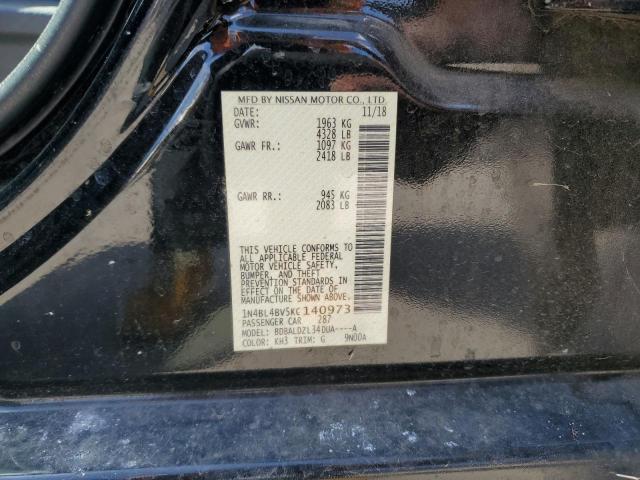 MFD BY NISSAN MOTOR CO., LTD
DATE: 11/18
GVWR: 1963 KG
4328 LB
GAWR FR.: 1097 KG
2418 LB
GAWR RR.: 945 KG
2083 LB
THIS VEHICLE CONFORMS TO
ALL APPLICABLE FEDERAL
MOTOR VEHICLE SAFETY,
BUMPER, AND THEFT
PREVENTION STANDARDS
IN EFFECT ON THE DATE OF
MANUFACTURE SHOWN ABOVE.
1N4BL4BV5KC140973
PASSENGER CAR 287
MODEL: BDBALDZL34DUA----A
COLOR: KH3 TRIM: G 9N00A